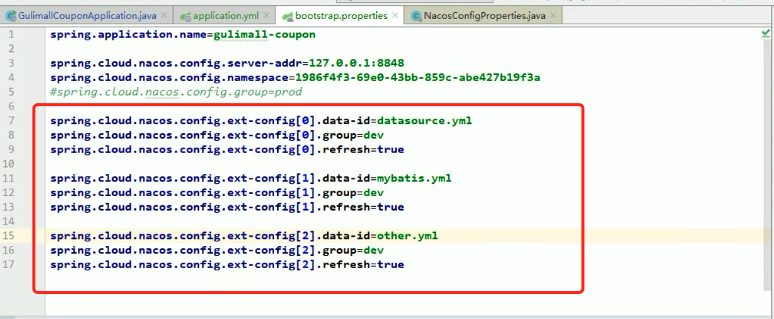 GulimallCouponApplication.java application.yml bootstrap.properties NacosConfigProperties.java
1 spring.application.name=gulimall-coupon
2
3 spring.cloud.nacos.config.server-addr=127.0.0.1:8848
4 spring.cloud.nacos.config.namespace=1986f4f3-69e0-43bb-859c-abe427b19f3a
5 #spring.cloud.nacos.config.group=prod
6
7 spring.cloud.nacos.config.ext-config[0].data-id=datasource.yml
8 spring.cloud.nacos.config.ext-config[0].group=dev
9 spring.cloud.nacos.config.ext-config[0].refresh=true
10
11 spring.cloud.nacos.config.ext-config[1].data-id=mybatis.yml
12 spring.cloud.nacos.config.ext-config[1].group=dev
13 spring.cloud.nacos.config.ext-config[1].refresh=true
14
15 spring.cloud.nacos.config.ext-config[2].data-id=other.yml
16 spring.cloud.nacos.config.ext-config[2].group=dev
17 spring.cloud.nacos.config.ext-config[2].refresh=true